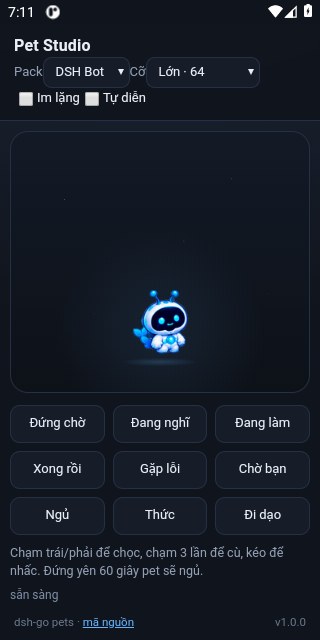 7:11
Pet Studio
Pack DSH Bot Cỡ Lớn · 64
Im lặng Tự diễn
Đứng chờ Đang nghĩ Đang làm
Xong rồi Gặp lỗi Chờ bạn
Ngủ Thức Đi dạo
Chạm trái/phải để chọc, chạm 3 lần để cù, kéo để
nhấc. Đứng yên 60 giây pet sẽ ngủ.
sẵn sàng
dsh-go pets · mã nguồn v1.0.0